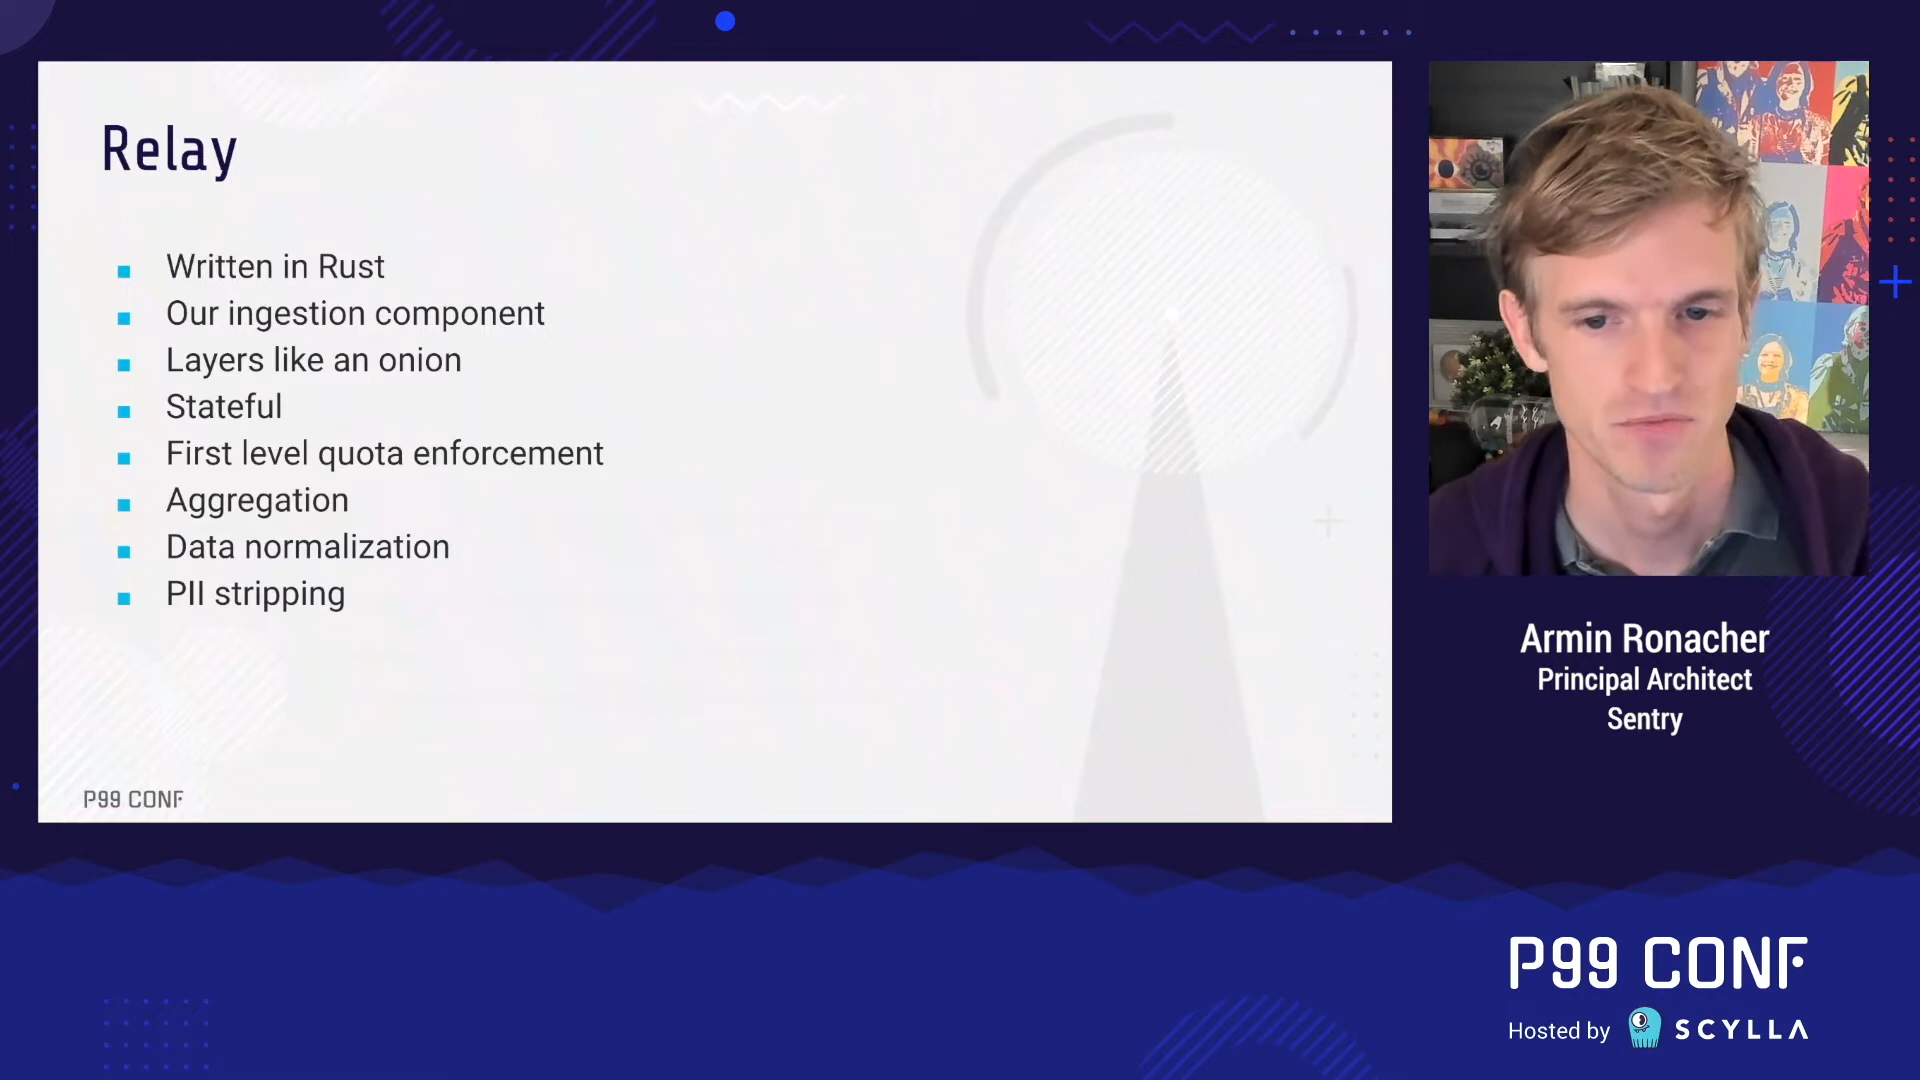 Relay
Written in Rust
Our ingestion component
Layers like an onion
Stateful
First level quota enforcement
Aggregation
Data normalization
PII stripping
P99 CONF
Armin Ronacher
Principal Architect
Sentry
P99 CONF
Hosted by SCYLLA